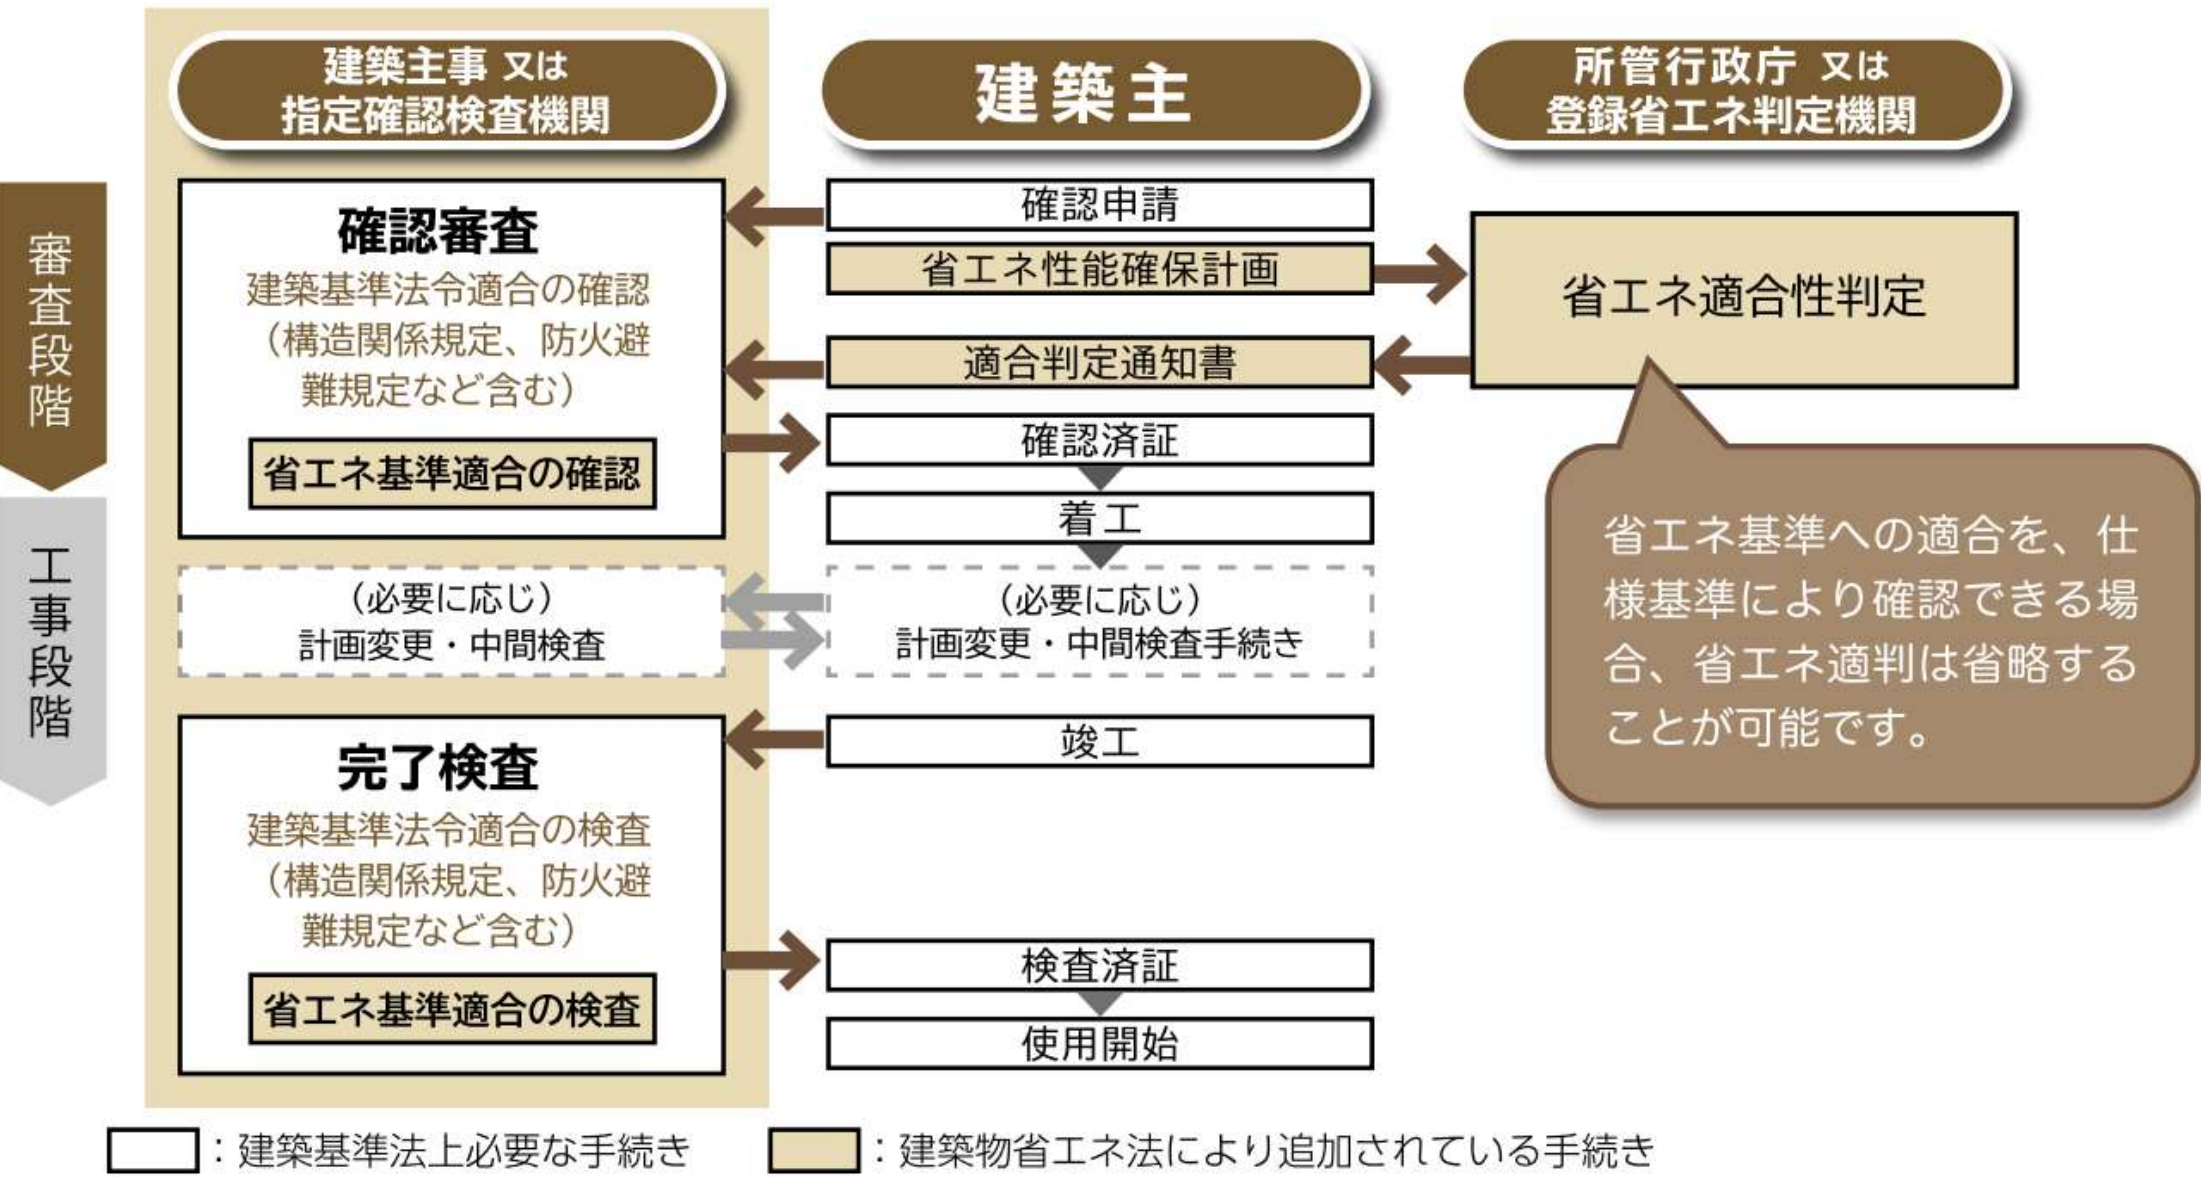 建築主事 又は
指定確認検査機関
建築主
所管行政庁 又は
登録省エネ判定機関
審査段階
確認審査
建築基準法令適合の確認
（構造関係規定、防火避
難規定など含む）
省エネ基準適合の確認
確認申請
省エネ性能確保計画
適合判定通知書
確認済証
着工
省エネ適合性判定
省エネ基準への適合を、仕
様基準により確認できる場
合、省エネ適判は省略する
ことが可能です。
工事段階
（必要に応じ）
計画変更・中間検査
（必要に応じ）
計画変更・中間検査手続き
完了検査
建築基準法令適合の検査
（構造関係規定、防火避
難規定など含む）
省エネ基準適合の検査
竣工
検査済証
使用開始
：建築基準法上必要な手続き
：建築物省エネ法により追加されている手続き